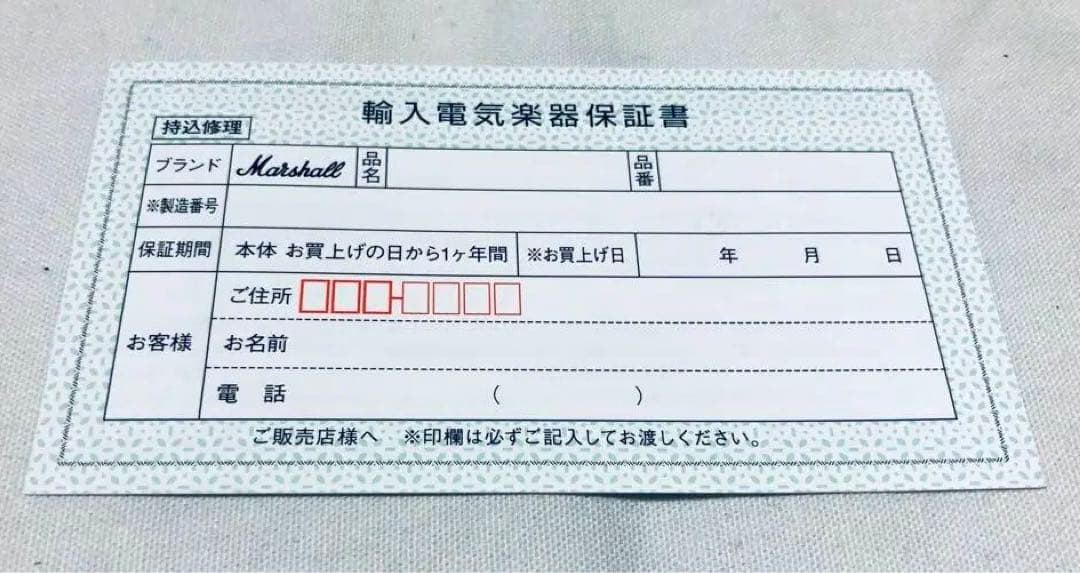 輸入電気楽器保証書
持込修理
ブランド Marshall 品名 品番
※製造番号
保証期間 本体 お買上げの日から1ヶ年間 ※お買上げ日 年 月 日
お客様
ご住所
お名前
電 話 ( )
ご販売店様へ ※印欄は必ずご記入してお渡しください。